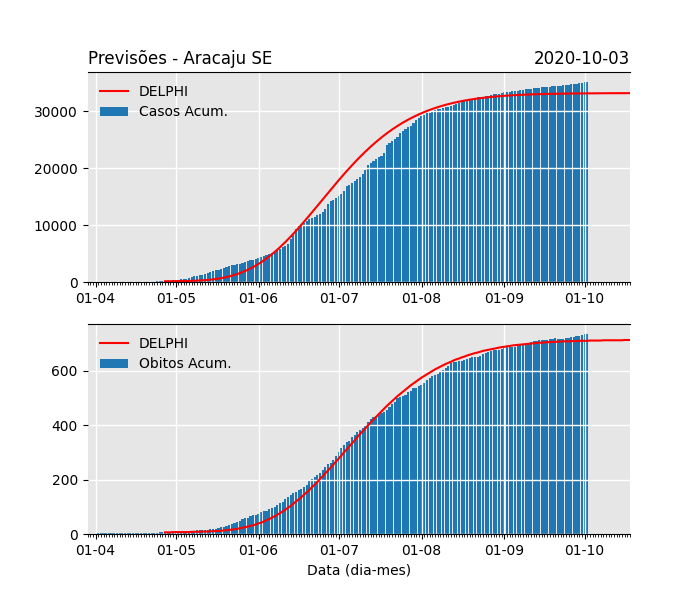 Previsões - Aracaju SE 2020-10-03
DELPHI
Casos Acum.
30000
20000
10000
0
01-04 01-05 01-06 01-07 01-08 01-09 01-10
DELPHI
Obitos Acum.
600
400
200
0
01-04 01-05 01-06 01-07 01-08 01-09 01-10
Data (dia-mes)